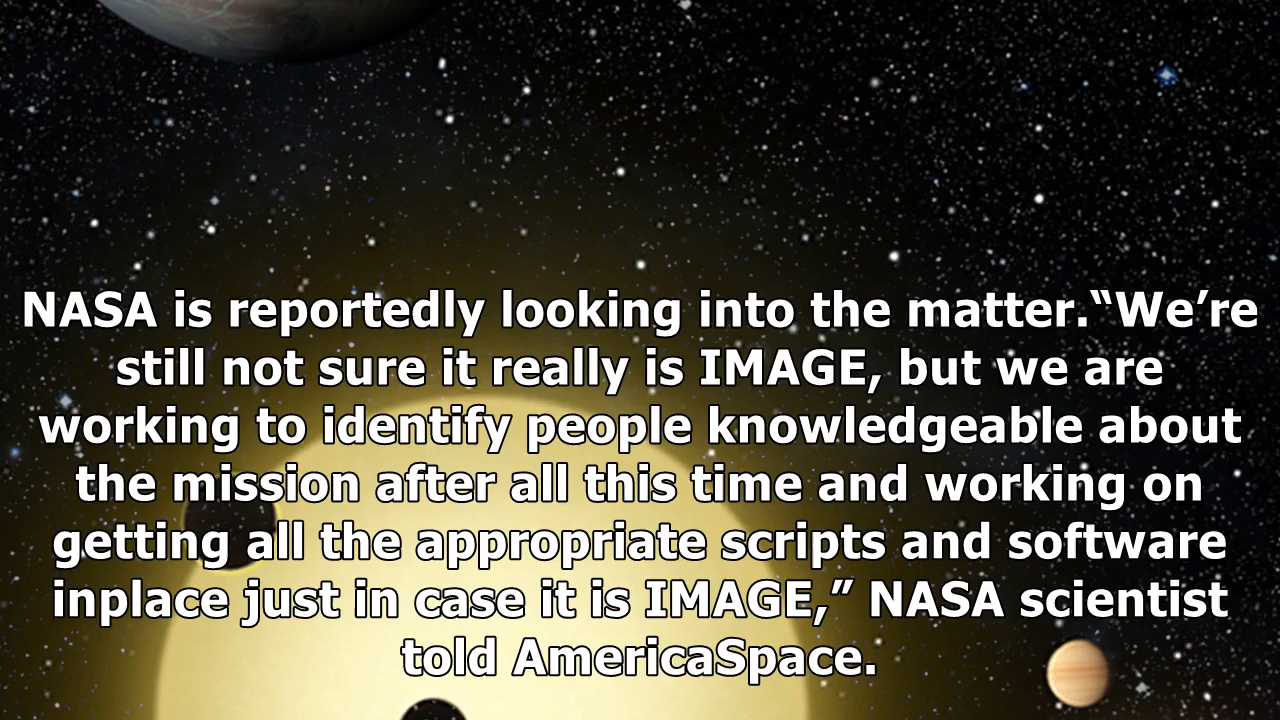 NASA is reportedly looking into the matter.“We’re
still not sure it really is IMAGE, but we are
working to identify people knowledgeable about
the mission after all this time and working on
getting all the appropriate scripts and software
inplace just in case it is IMAGE,” NASA scientist
told AmericaSpace.